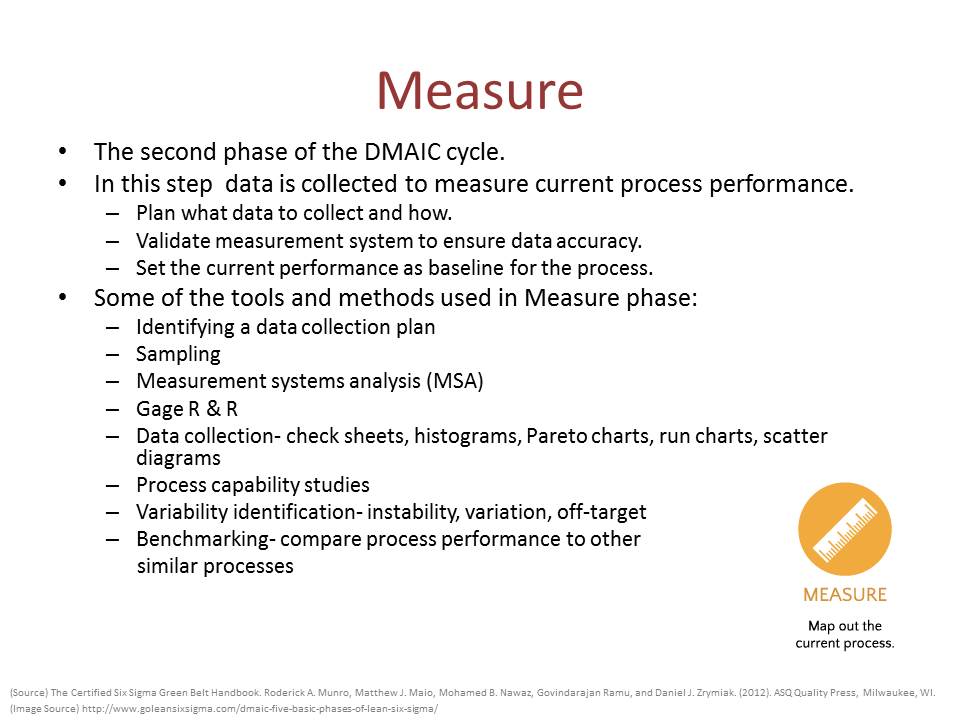 Measure
• The second phase of the DMAIC cycle.
• In this step  data is collected to measure current process performance.
– Plan what data to collect and how.
– Validate measurement system to ensure data accuracy.
– Set the current performance as baseline for the process.
• Some of the tools and methods used in Measure phase:
– Identifying a data collection plan
– Sampling
– Measurement systems analysis (MSA)
– Gage R & R
– Data collection- check sheets, histograms, Pareto charts, run charts, scatter
diagrams
– Process capability studies
– Variability identification- instability, variation, off-target
– Benchmarking- compare process performance to other
similar processes
MEASURE
Map out the
current process.
(Source) The Certified Six Sigma Green Belt Handbook. Roderick A. Munro, Matthew J. Maio, Mohamed B. Nawaz, Govindarajan Ramu, and Daniel J. Zrymiak. (2012). ASQ Quality Press, Milwaukee, WI.
(Image Source) http://www.goleansixsigma.com/dmaic-five-basic-phases-of-lean-six-sigma/